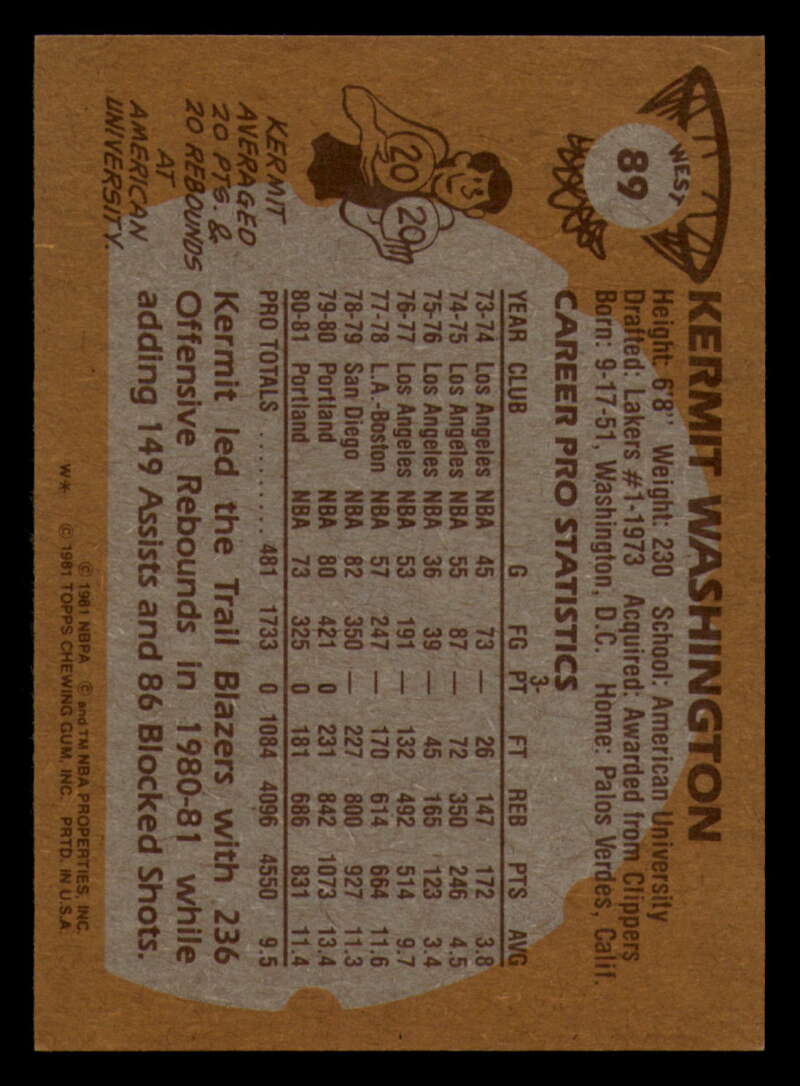 WEST
89
KERMIT WASHINGTON
Height: 6'8" Weight: 230 School: American University
Drafted: Lakers #1-1973 Acquired: Awarded from Clippers
Born: 9-17-51, Washington, D.C. Home: Palos Verdes, Calif.
CAREER PRO STATISTICS
YEAR CLUB G FG 3-PT FT REB PTS AVG
73-74 Los Angeles NBA 45 73 — 26 147 172 3.8
74-75 Los Angeles NBA 55 87 — 72 350 246 4.5
75-76 Los Angeles NBA 36 39 — 45 165 123 3.4
76-77 Los Angeles NBA 53 191 — 132 492 514 9.7
77-78 L.A.-Boston NBA 57 247 — 170 614 664 11.6
78-79 San Diego NBA 82 350 — 227 800 927 11.3
79-80 Portland NBA 80 421 0 231 842 1073 13.4
80-81 Portland NBA 73 325 0 181 686 831 11.4
PRO TOTALS .......... 481 1733 0 1084 4096 4550 9.5
Kermit led the Trail Blazers with 236
Offensive Rebounds in 1980-81 while
adding 149 Assists and 86 Blocked Shots.
20
20
KERMIT
AVERAGED
20 PTS. &
20 REBOUNDS
AT
AMERICAN
UNIVERSITY.
© 1981 NBPA © and TM NBA PROPERTIES, INC.
W* © 1981 TOPPS CHEWING GUM, INC. PRTD. IN U.S.A.